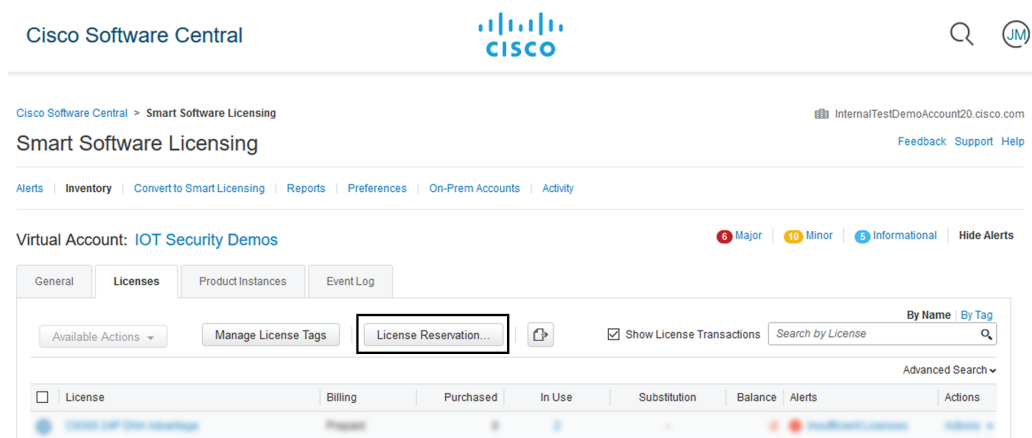 Cisco Software Central
CISCO
JM
Cisco Software Central > Smart Software Licensing
InternalTestDemoAccount20.cisco.com
Smart Software Licensing
Feedback Support Help
Alerts | Inventory | Convert to Smart Licensing | Reports | Preferences | On-Prem Accounts | Activity
Virtual Account: IOT Security Demos
6 Major | 10 Minor | 5 Informational | Hide Alerts
General Licenses Product Instances Event Log
By Name | By Tag
Available Actions Manage License Tags License Reservation... Show License Transactions Search by License
Advanced Search
License Billing Purchased In Use Substitution Balance Alerts Actions